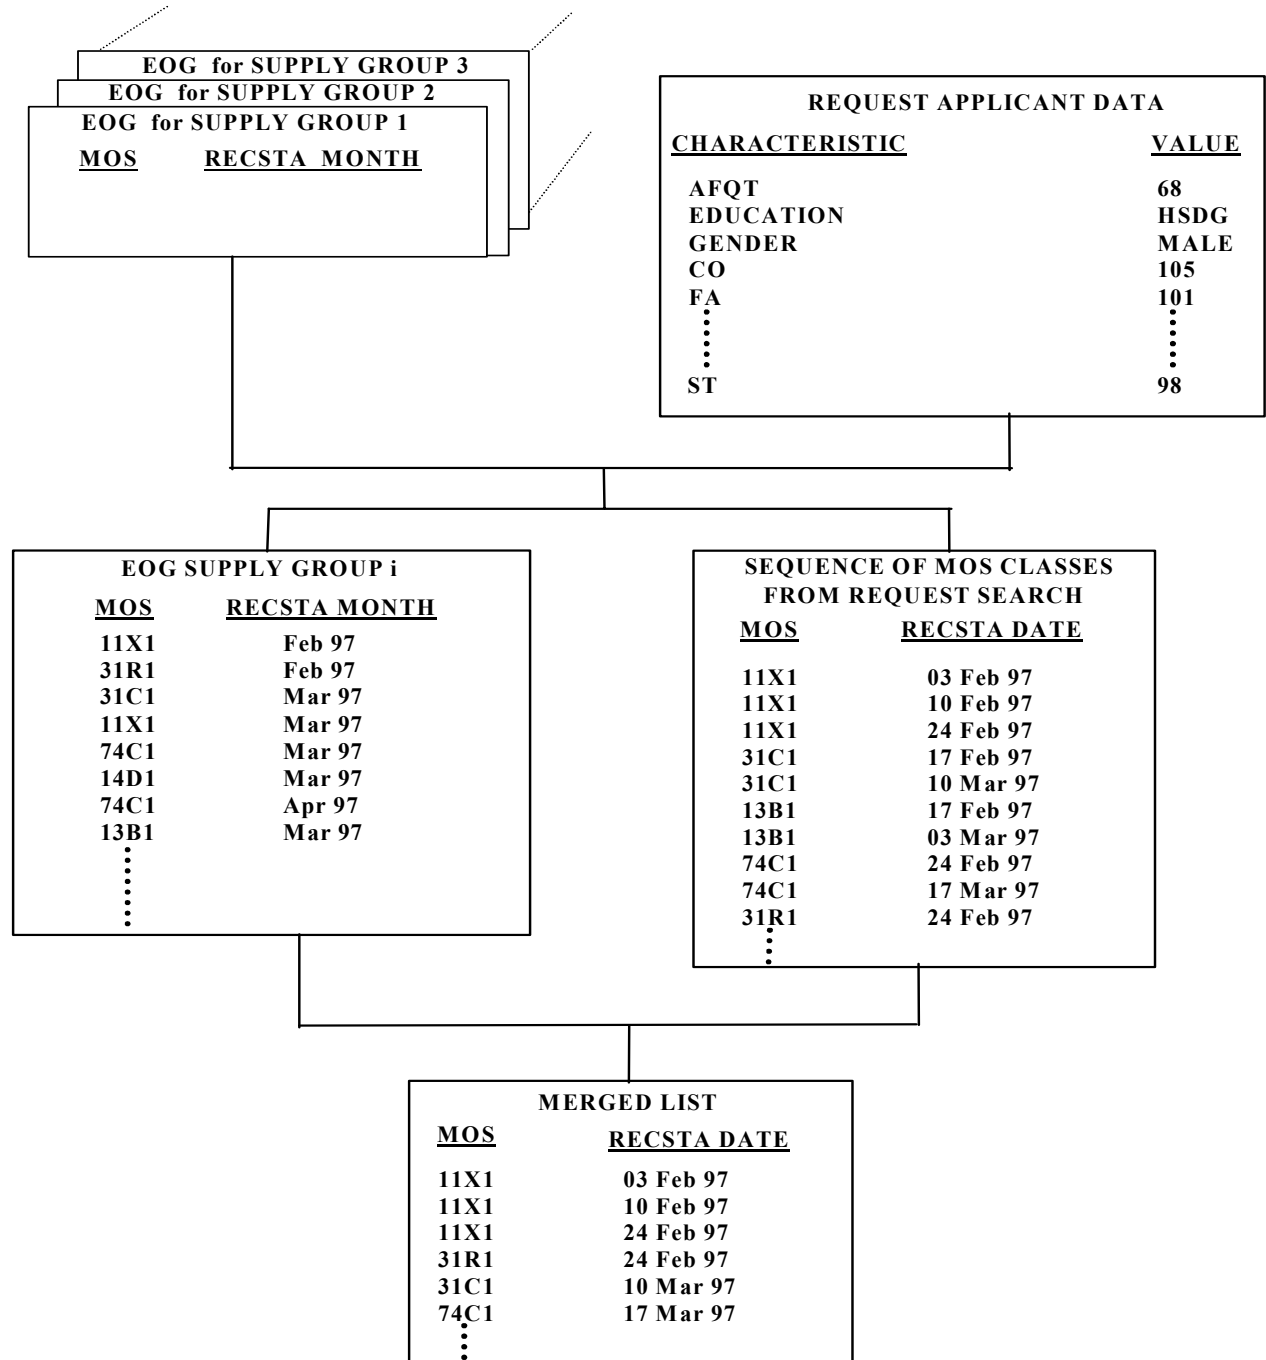 EOG for SUPPLY GROUP 3
EOG for SUPPLY GROUP 2
EOG for SUPPLY GROUP 1
MOS RECSTA MONTH
REQUEST APPLICANT DATA
CHARACTERISTIC VALUE
AFQT 68
EDUCATION HSDG
GENDER MALE
CO 105
FA 101
ST 98
EOG SUPPLY GROUP i
MOS RECSTA MONTH
11X1 Feb 97
31R1 Feb 97
31C1 Mar 97
11X1 Mar 97
74C1 Mar 97
14D1 Mar 97
74C1 Apr 97
13B1 Mar 97
SEQUENCE OF MOS CLASSES
FROM REQUEST SEARCH
MOS RECSTA DATE
11X1 03 Feb 97
11X1 10 Feb 97
11X1 24 Feb 97
31C1 17 Feb 97
31C1 10 Mar 97
13B1 17 Feb 97
13B1 03 Mar 97
74C1 24 Feb 97
74C1 17 Mar 97
31R1 24 Feb 97
MERGED LIST
MOS RECSTA DATE
11X1 03 Feb 97
11X1 10 Feb 97
11X1 24 Feb 97
31R1 24 Feb 97
31C1 10 Mar 97
74C1 17 Mar 97